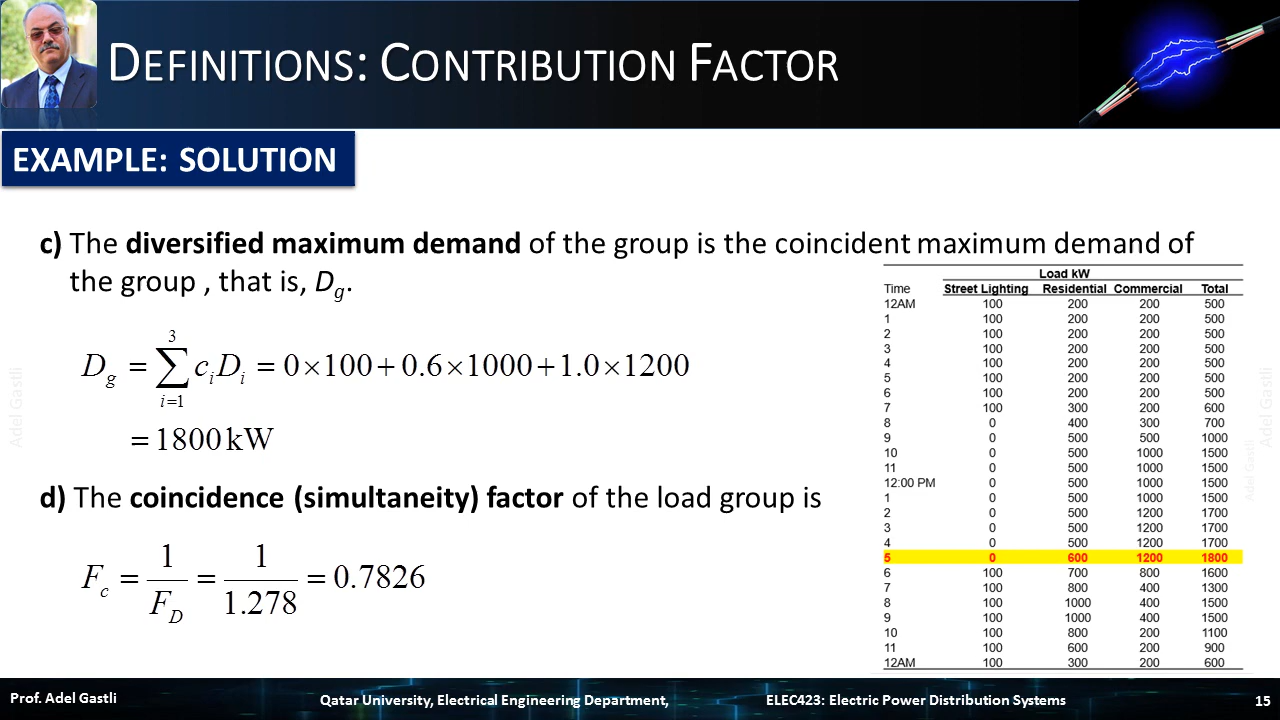 DEFINITIONS: CONTRIBUTION FACTOR
EXAMPLE: SOLUTION
c) The diversified maximum demand of the group is the coincident maximum demand of
the group , that is, Dg.
Dg = ∑ i=1 3 ciDi = 0×100+0.6×1000+1.0×1200
= 1800 kW
d) The coincidence (simultaneity) factor of the load group is
Fc = 1/FD = 1/1.278 = 0.7826
Load kW
Time Street Lighting Residential Commercial Total
12AM 100 200 200 500
1 100 200 200 500
2 100 200 200 500
3 100 200 200 500
4 100 200 200 500
5 100 200 200 500
6 100 200 200 500
7 100 300 200 600
8 0 400 300 700
9 0 500 500 1000
10 0 500 1000 1500
11 0 500 1000 1500
12:00 PM 0 500 1000 1500
1 0 500 1000 1500
2 0 500 1200 1700
3 0 500 1200 1700
4 0 500 1200 1700
5 0 600 1200 1800
6 100 700 800 1600
7 100 800 400 1300
8 100 1000 400 1500
9 100 1000 400 1500
10 100 800 200 1100
11 100 600 200 900
12AM 100 300 200 600
Adel Gastli
Adel Gastli
Adel Gastli
Prof. Adel Gastli Qatar University, Electrical Engineering Department, ELEC423: Electric Power Distribution Systems 15